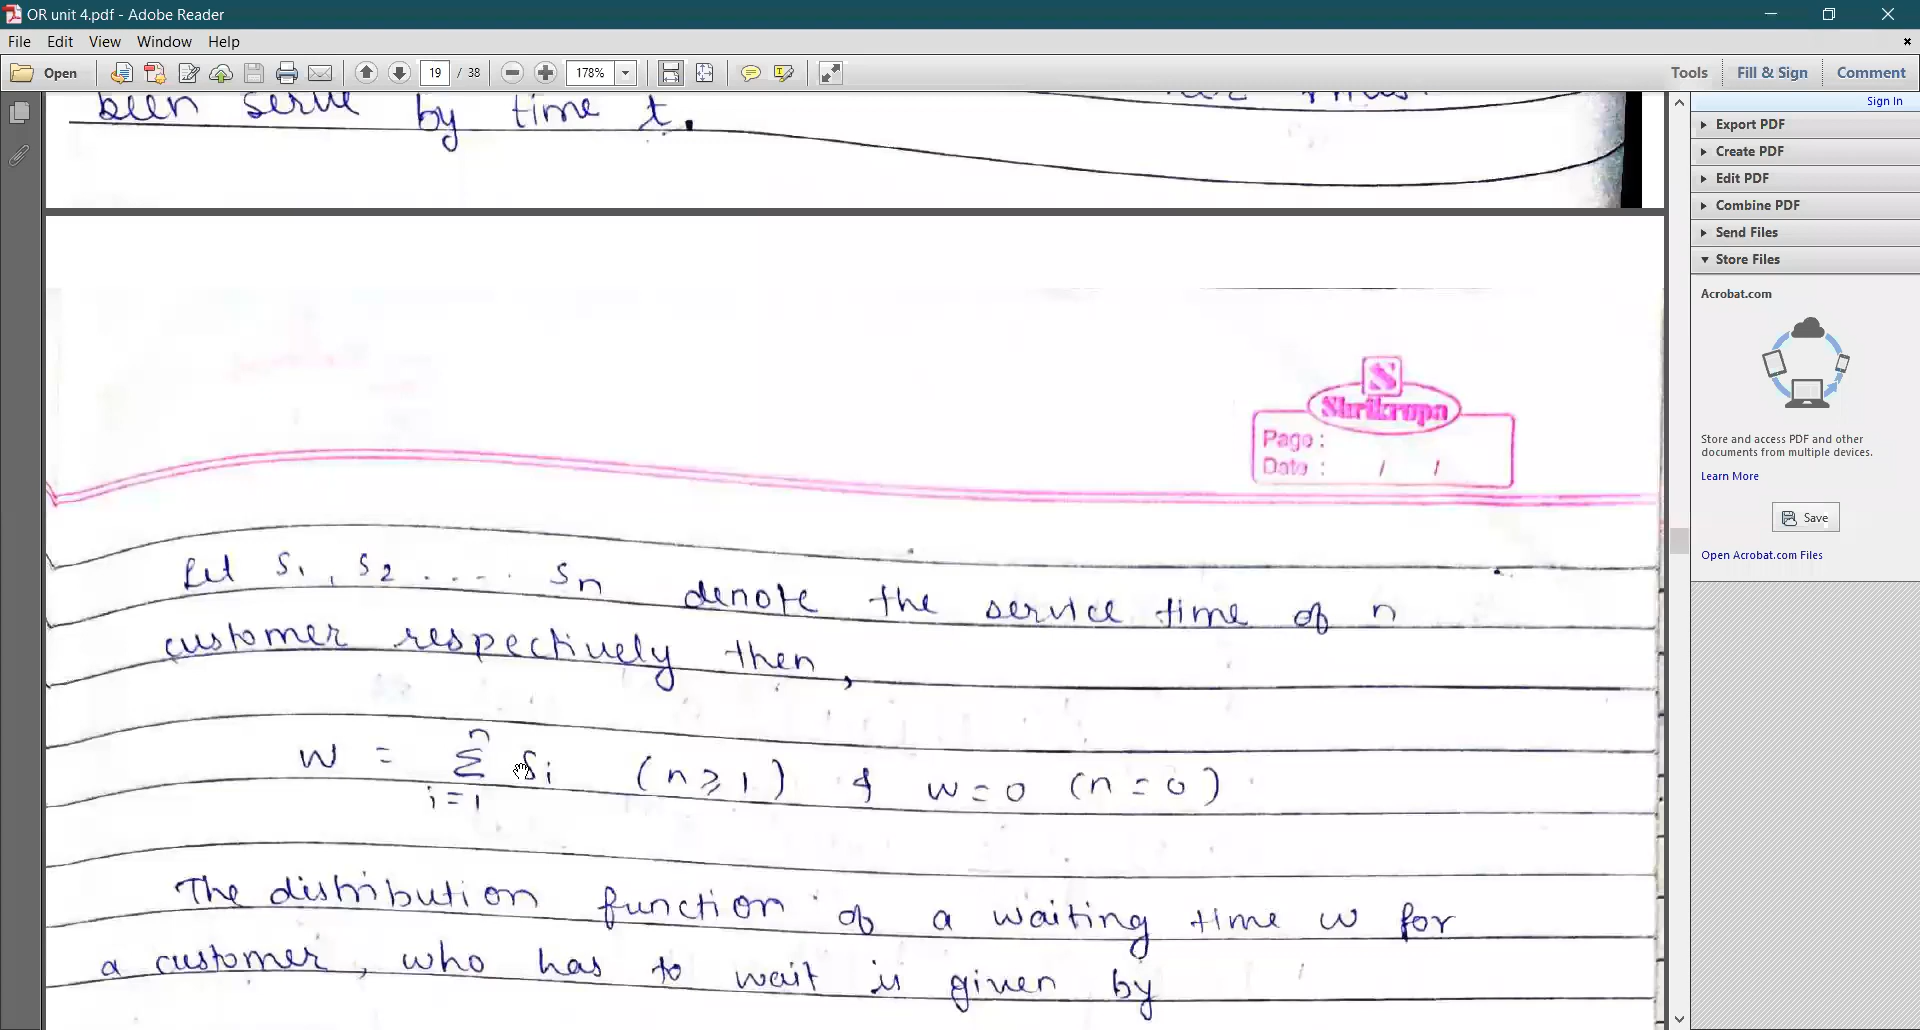 OR unit 4.pdf - Adobe Reader
File Edit View Window Help
Open 19 / 38 178% Tools Fill & Sign Comment
Sign In
Export PDF
Create PDF
Edit PDF
Combine PDF
Send Files
Store Files
Acrobat.com
Store and access PDF and other
documents from multiple devices.
Learn More
Save
Open Acrobat.com Files
been serve by time t.
S
Shrikrupa
Page :
Date : / /
Let S1, S2 ..... Sn denote the service time of n
customer respectively then,
w = n Σ i=1 Si (n ⩾ 1) & w = 0 (n = 0)
The distribution function of a waiting time w for
a customer, who has to wait is given by